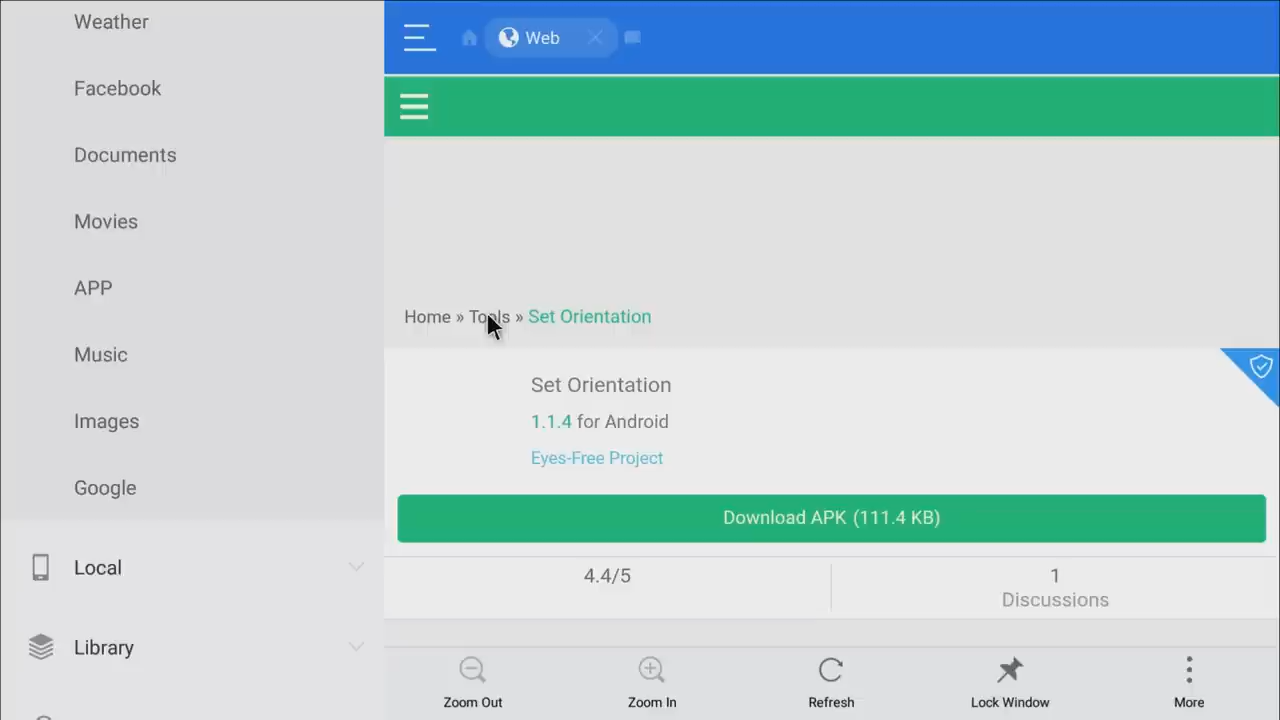 Weather
Facebook
Documents
Movies
APP
Music
Images
Google
Local
Library
Web
Home » Tools » Set Orientation
Set Orientation
1.1.4 for Android
Eyes-Free Project
Download APK (111.4 KB)
4.4/5
1
Discussions
Zoom Out
Zoom In
Refresh
Lock Window
More